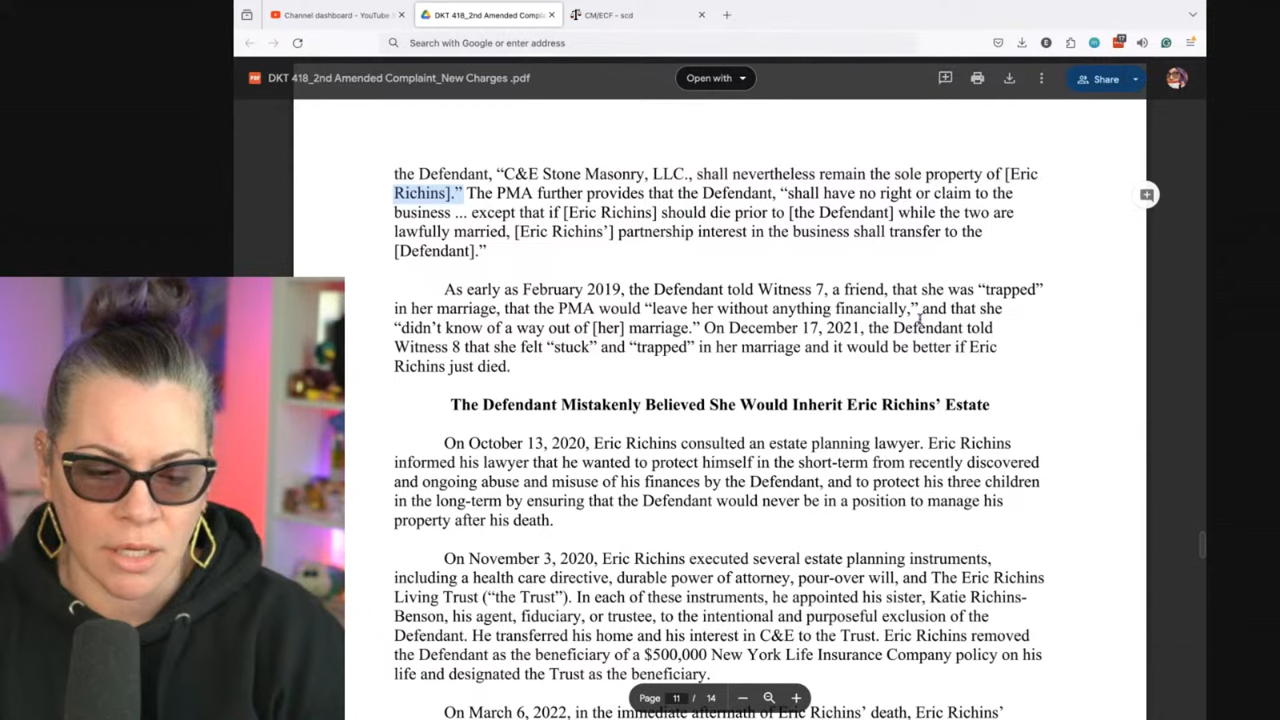 Channel dashboard - YouTube
DKT 418_2nd Amended Compla
CM/ECF - scd
Search with Google or enter address
17
DKT 418_2nd Amended Complaint_New Charges .pdf
Open with
Share
the Defendant, “C&E Stone Masonry, LLC., shall nevertheless remain the sole property of [Eric
Richins].” The PMA further provides that the Defendant, “shall have no right or claim to the
business ... except that if [Eric Richins] should die prior to [the Defendant] while the two are
lawfully married, [Eric Richins’] partnership interest in the business shall transfer to the
[Defendant].”
As early as February 2019, the Defendant told Witness 7, a friend, that she was “trapped”
in her marriage, that the PMA would “leave her without anything financially,” and that she
“didn’t know of a way out of [her] marriage.” On December 17, 2021, the Defendant told
Witness 8 that she felt “stuck” and “trapped” in her marriage and it would be better if Eric
Richins just died.
The Defendant Mistakenly Believed She Would Inherit Eric Richins’ Estate
On October 13, 2020, Eric Richins consulted an estate planning lawyer. Eric Richins
informed his lawyer that he wanted to protect himself in the short-term from recently discovered
and ongoing abuse and misuse of his finances by the Defendant, and to protect his three children
in the long-term by ensuring that the Defendant would never be in a position to manage his
property after his death.
On November 3, 2020, Eric Richins executed several estate planning instruments,
including a health care directive, durable power of attorney, pour-over will, and The Eric Richins
Living Trust (“the Trust”). In each of these instruments, he appointed his sister, Katie Richins-
Benson, his agent, fiduciary, or trustee, to the intentional and purposeful exclusion of the
Defendant. He transferred his home and his interest in C&E to the Trust. Eric Richins removed
the Defendant as the beneficiary of a $500,000 New York Life Insurance Company policy on his
life and designated the Trust as the beneficiary.
Page 11 / 14
On March 6, 2022, in the immediate aftermath of Eric Richins’ death, Eric Richins’